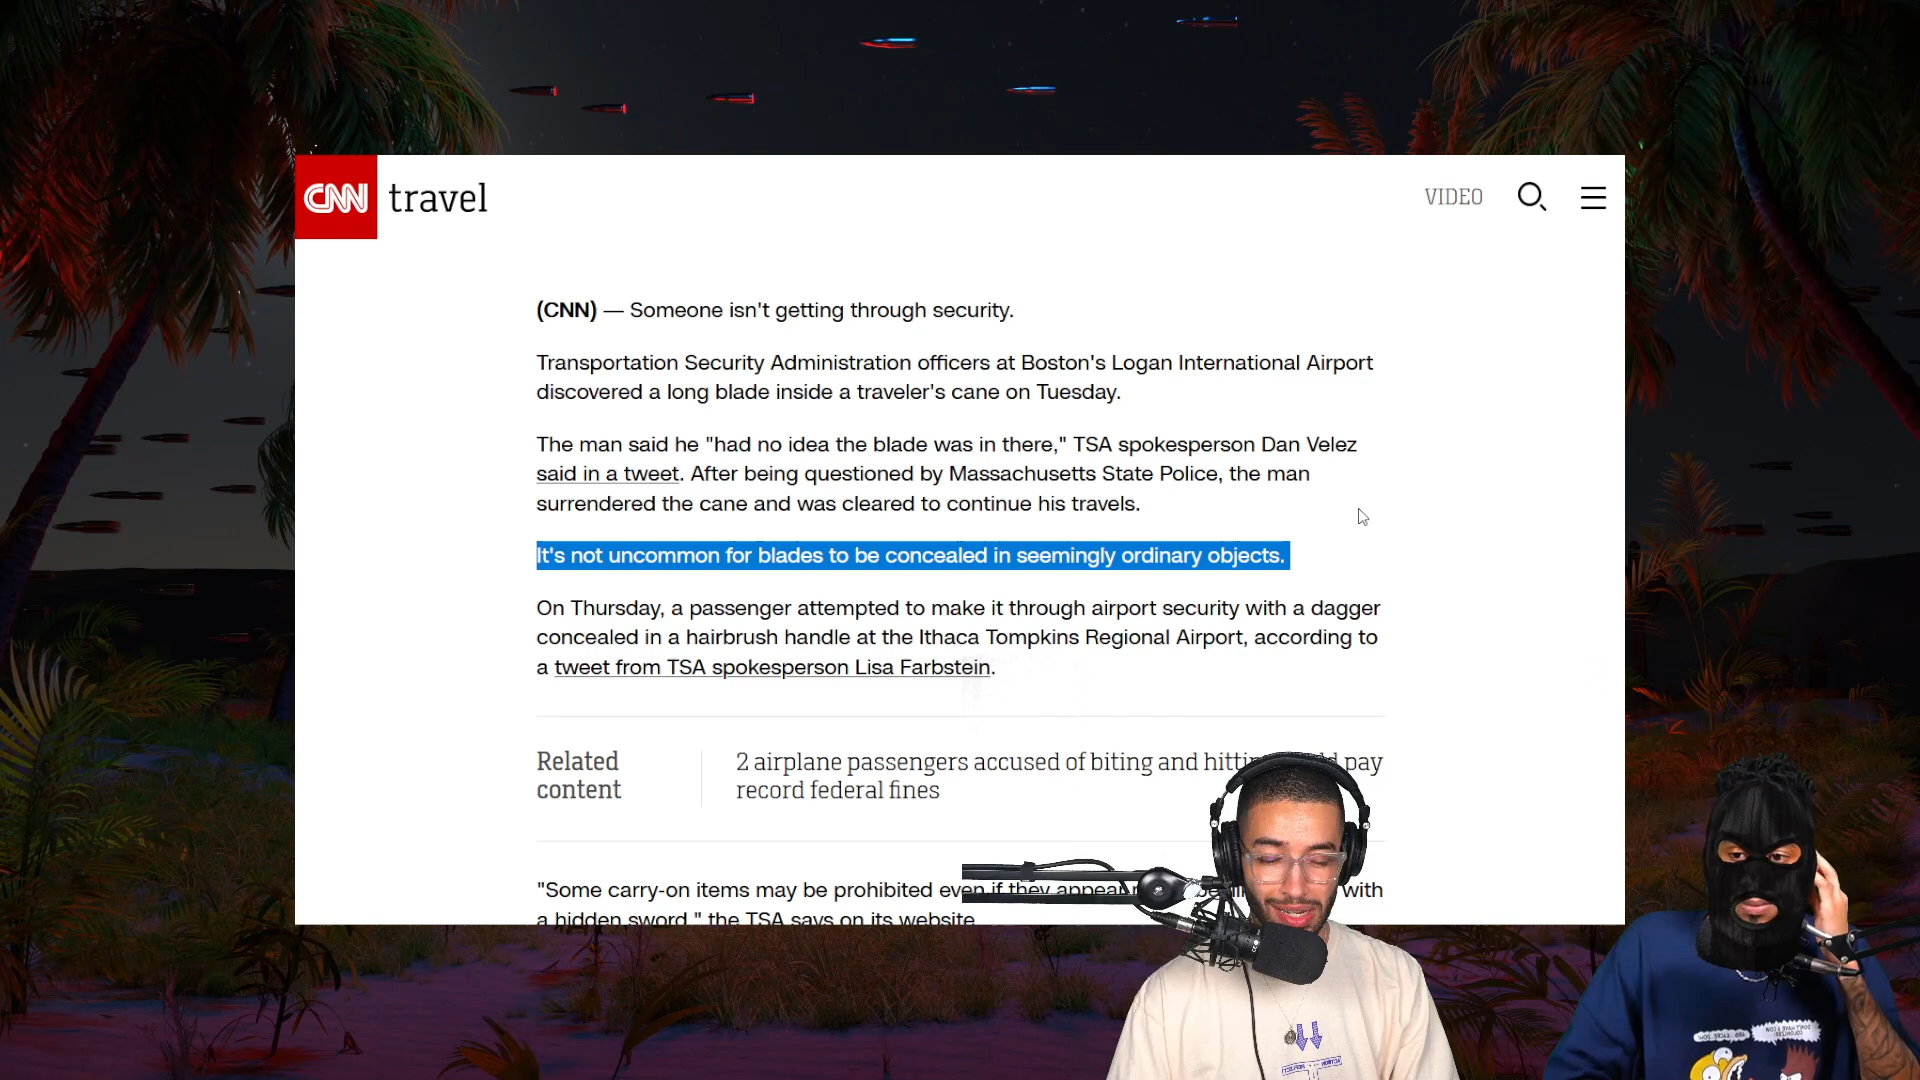 CNN travel
VIDEO
(CNN) — Someone isn't getting through security.
Transportation Security Administration officers at Boston's Logan International Airport
discovered a long blade inside a traveler's cane on Tuesday.
The man said he "had no idea the blade was in there," TSA spokesperson Dan Velez
said in a tweet. After being questioned by Massachusetts State Police, the man
surrendered the cane and was cleared to continue his travels.
It's not uncommon for blades to be concealed in seemingly ordinary objects.
On Thursday, a passenger attempted to make it through airport security with a dagger
concealed in a hairbrush handle at the Ithaca Tompkins Regional Airport, according to
a tweet from TSA spokesperson Lisa Farbstein.
Related
content
2 airplane passengers accused of biting and pay
record federal fines
"Some carry-on items may be prohibited even if they appear with
a hidden sword," the TSA says on its website